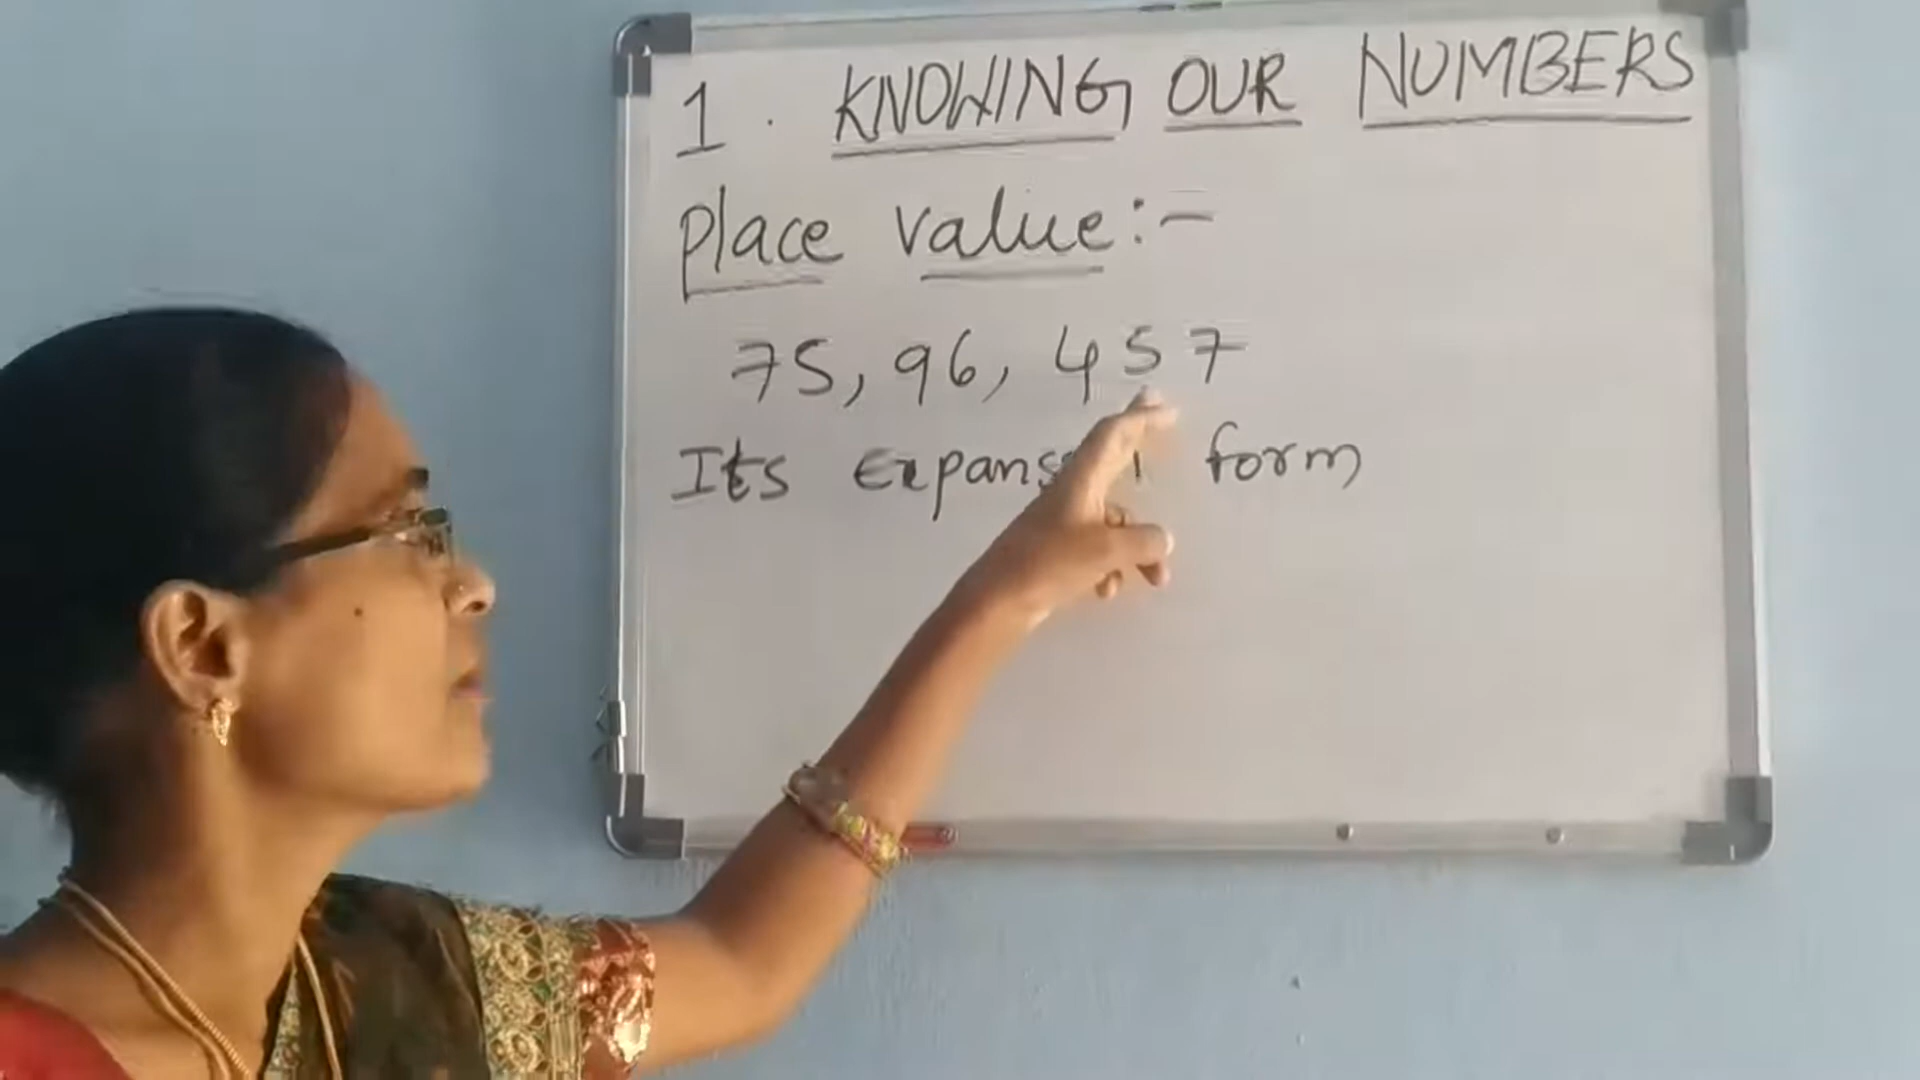 1. KNOWING OUR NUMBERS
Place value:-
75, 96, 457
Its form